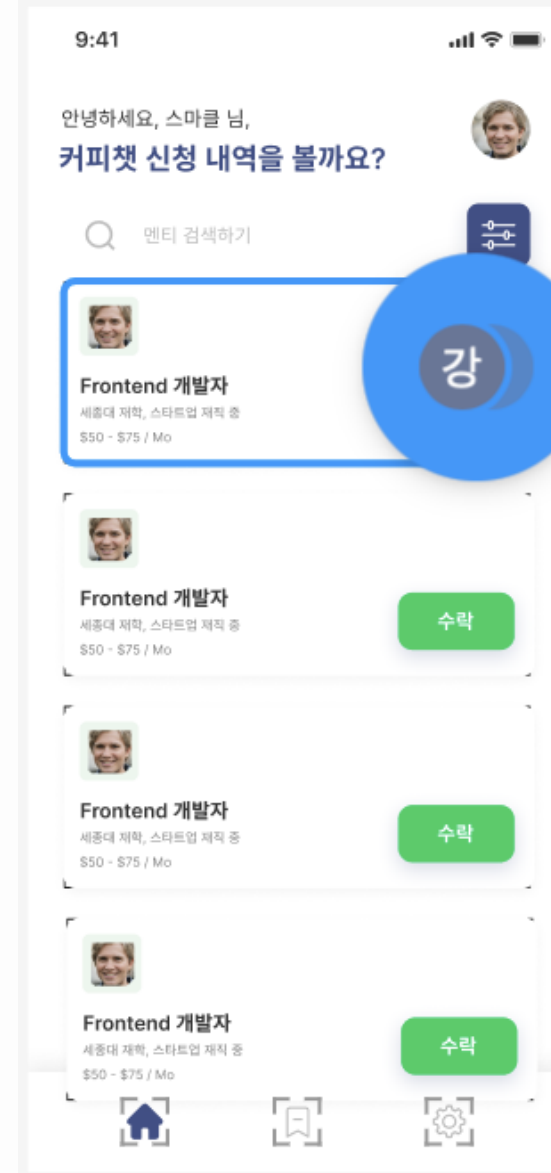 9:41
안녕하세요, 스마클 님,
커피챗 신청 내역을 볼까요?
멘티 검색하기
Frontend 개발자
세종대 재학, 스타트업 재직 중
$50 - $75 / Mo
강
Frontend 개발자
세종대 재학, 스타트업 재직 중
$50 - $75 / Mo
수락
Frontend 개발자
세종대 재학, 스타트업 재직 중
$50 - $75 / Mo
수락
Frontend 개발자
세종대 재학, 스타트업 재직 중
$50 - $75 / Mo
수락